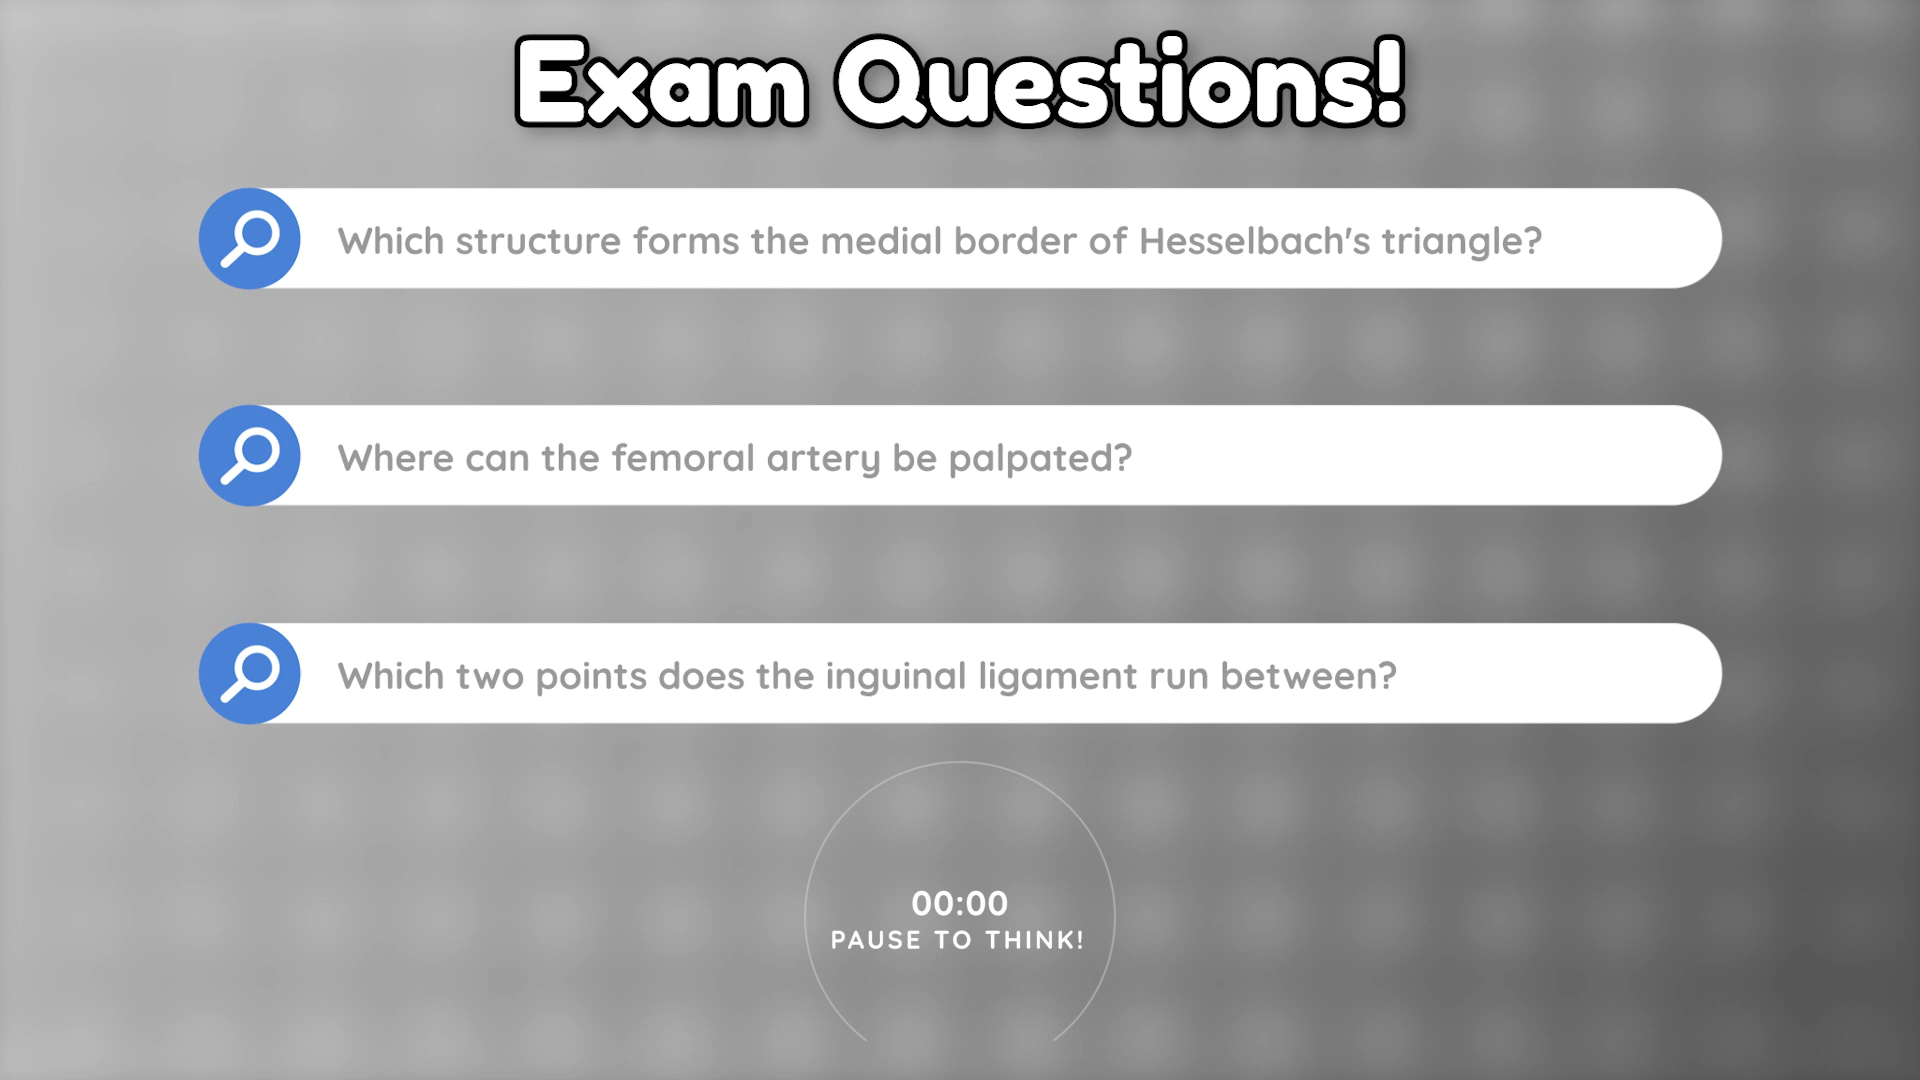 Exam Questions!
Which structure forms the medial border of Hesselbach's triangle?
Where can the femoral artery be palpated?
Which two points does the inguinal ligament run between?
00:00
PAUSE TO THINK!